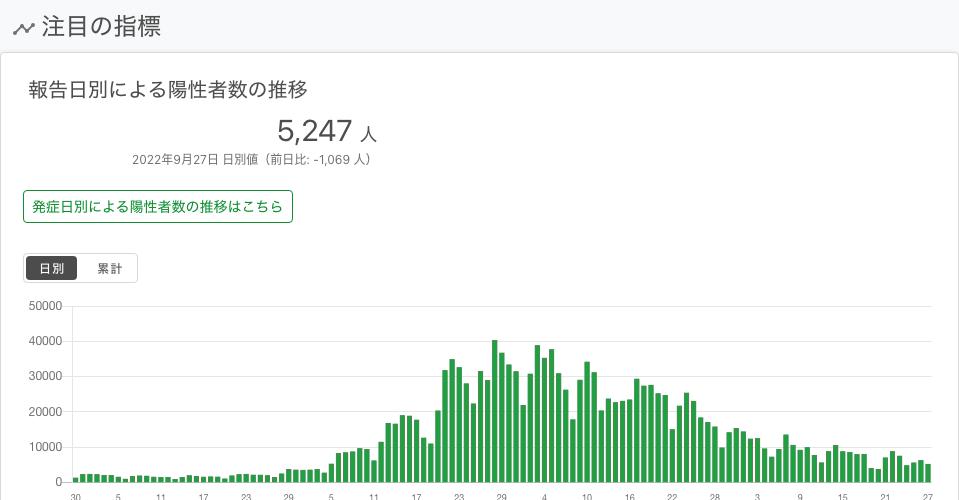 注目の指標
報告日別による陽性者数の推移
5,247 人
2022年9月27日 日別値（前日比: -1,069 人）
発症日別による陽性者数の推移はこちら
日別 累計
50000
40000
30000
20000
10000
0
30 5 11 17 23 29 5 11 17 23 29 4 10 16 22 28 3 9 15 21 27